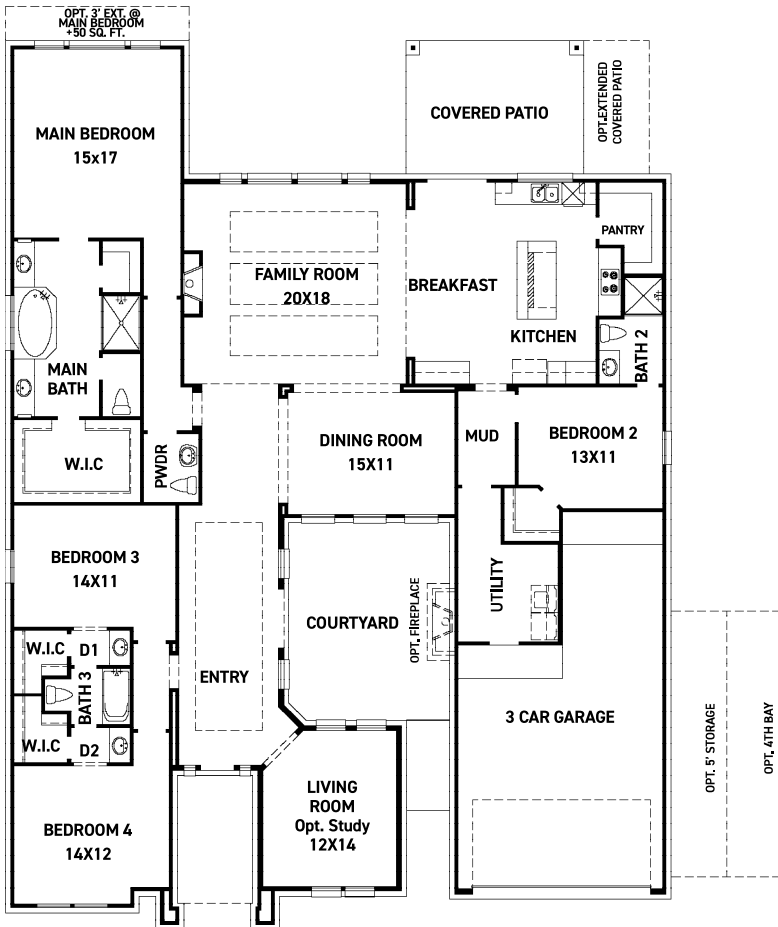 OPT. 3' EXT. @
MAIN BEDROOM
+50 SQ. FT.
MAIN BEDROOM
15x17
COVERED PATIO
OPT.EXTENDED
COVERED PATIO
PANTRY
FAMILY ROOM
20X18
BREAKFAST
KITCHEN
BATH 2
MAIN
BATH
W.I.C
PWDR
DINING ROOM
15X11
MUD
BEDROOM 2
13X11
BEDROOM 3
14X11
UTILITY
COURTYARD
OPT. FIREPLACE
W.I.C
D1
BATH 3
ENTRY
W.I.C
D2
3 CAR GARAGE
OPT. 5' STORAGE
OPT. 4TH BAY
LIVING
ROOM
Opt. Study
12X14
BEDROOM 4
14X12